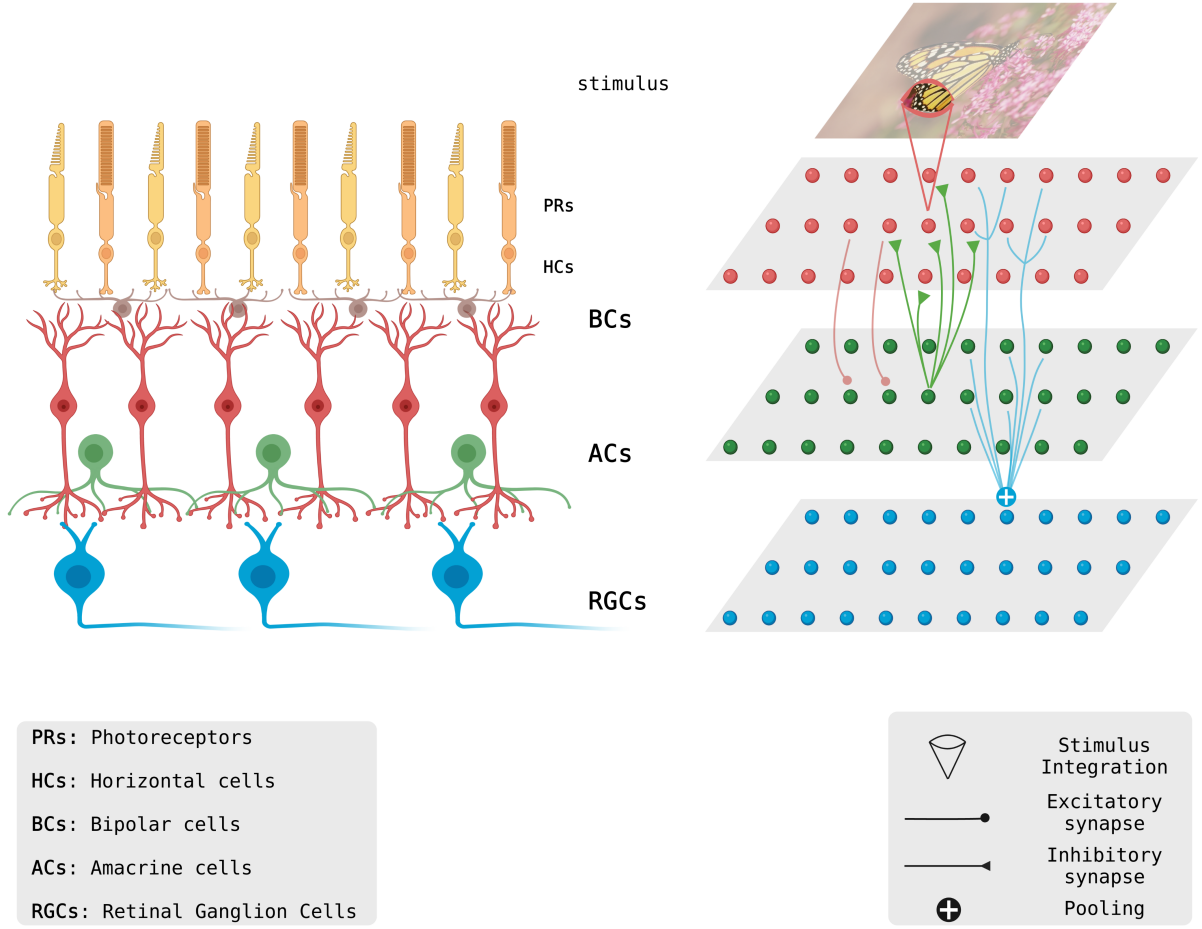 stimulus
PRs
HCs
BCs
ACs
RGCs
PRs: Photoreceptors
HCs: Horizontal cells
BCs: Bipolar cells
ACs: Amacrine cells
RGCs: Retinal Ganglion Cells
Stimulus
Integration
Excitatory
synapse
Inhibitory
synapse
Pooling